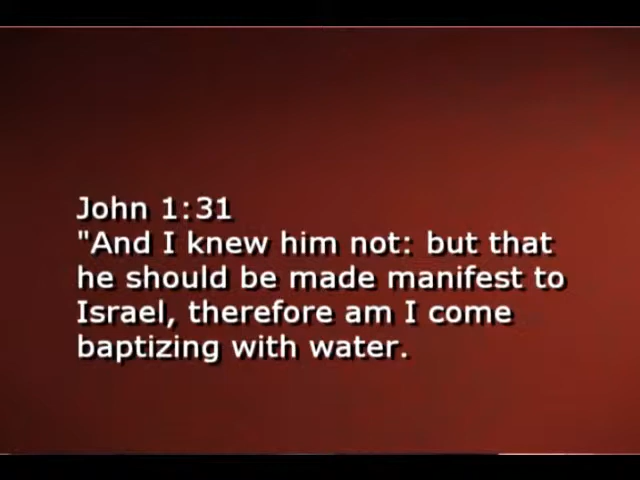 John 1:31
"And I knew him not: but that
he should be made manifest to
Israel, therefore am I come
baptizing with water.